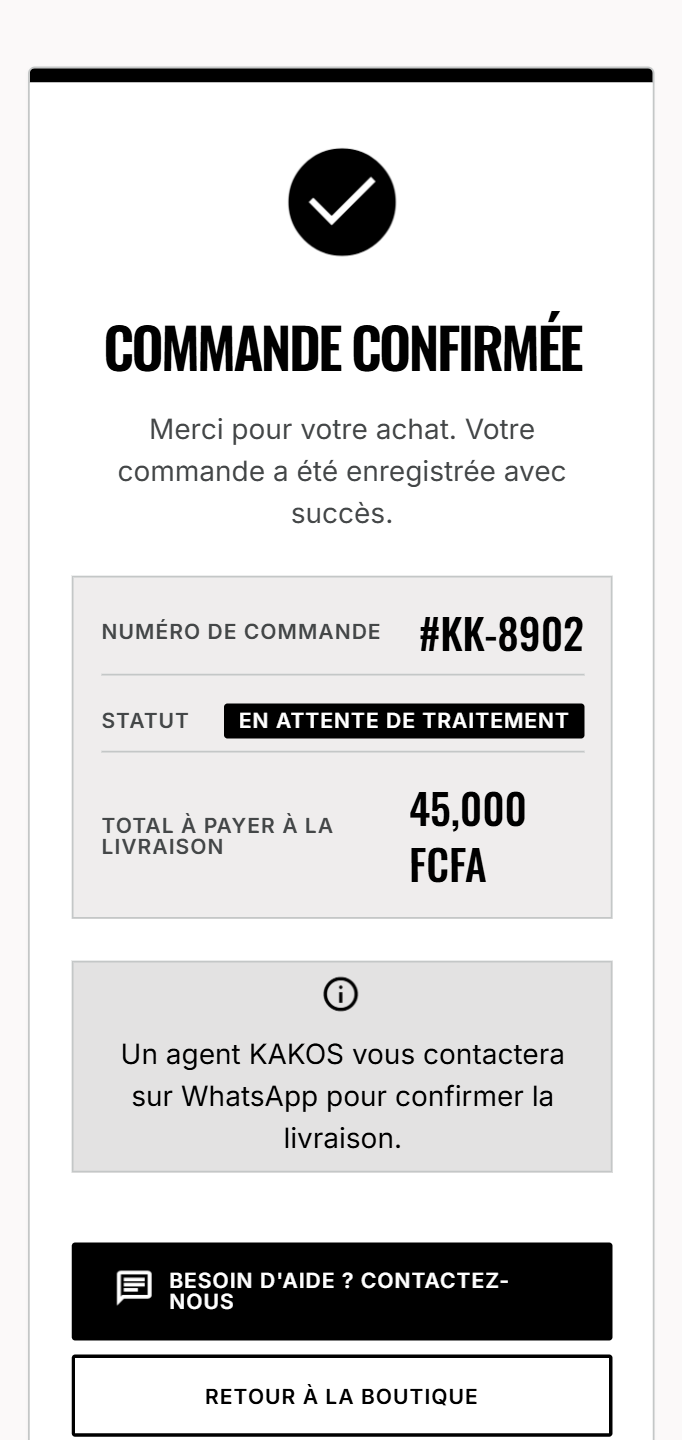 COMMANDE CONFIRMÉE
Merci pour votre achat. Votre
commande a été enregistrée avec
succès.
NUMÉRO DE COMMANDE #KK-8902
STATUT EN ATTENTE DE TRAITEMENT
TOTAL À PAYER À LA
LIVRAISON
45,000
FCFA
Un agent KAKOS vous contactera
sur WhatsApp pour confirmer la
livraison.
BESOIN D'AIDE ? CONTACTEZ-
NOUS
RETOUR À LA BOUTIQUE